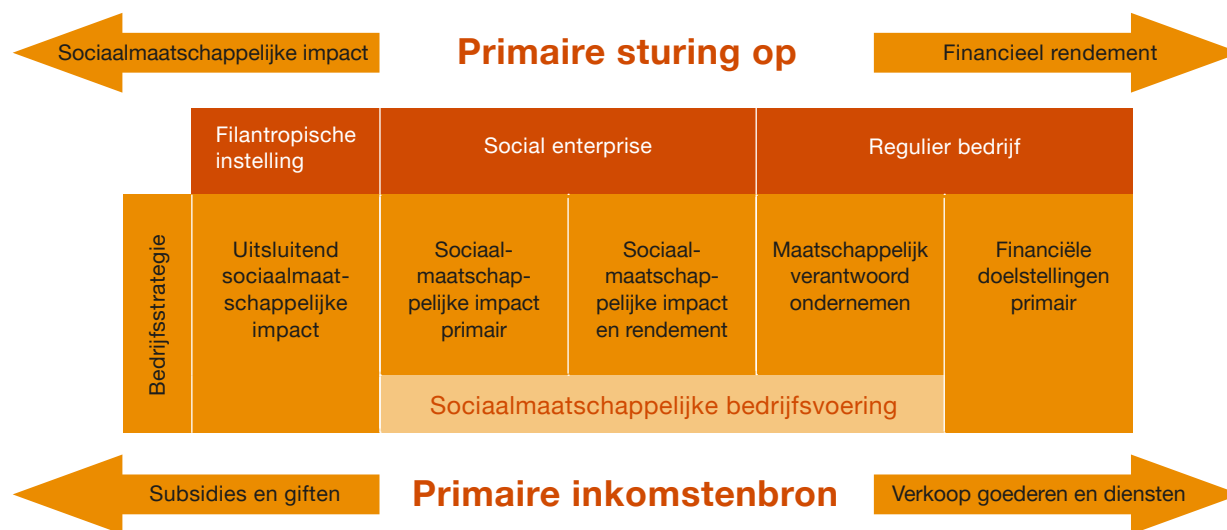 Sociaalmaatschappelijke impact
Primaire sturing op
Financieel rendement
Filantropische
instelling
Social enterprise
Regulier bedrijf
Bedrijfsstrategie
Uitsluitend
sociaalmaat-
schappelijke
impact
Sociaal-
maatschap-
pelijke impact
primair
Sociaal-
maatschap-
pelijke impact
en rendement
Maatschappelijk
verantwoord
ondernemen
Financiële
doelstellingen
primair
Sociaalmaatschappelijke bedrijfsvoering
Subsidies en giften
Primaire inkomstenbron
Verkoop goederen en diensten